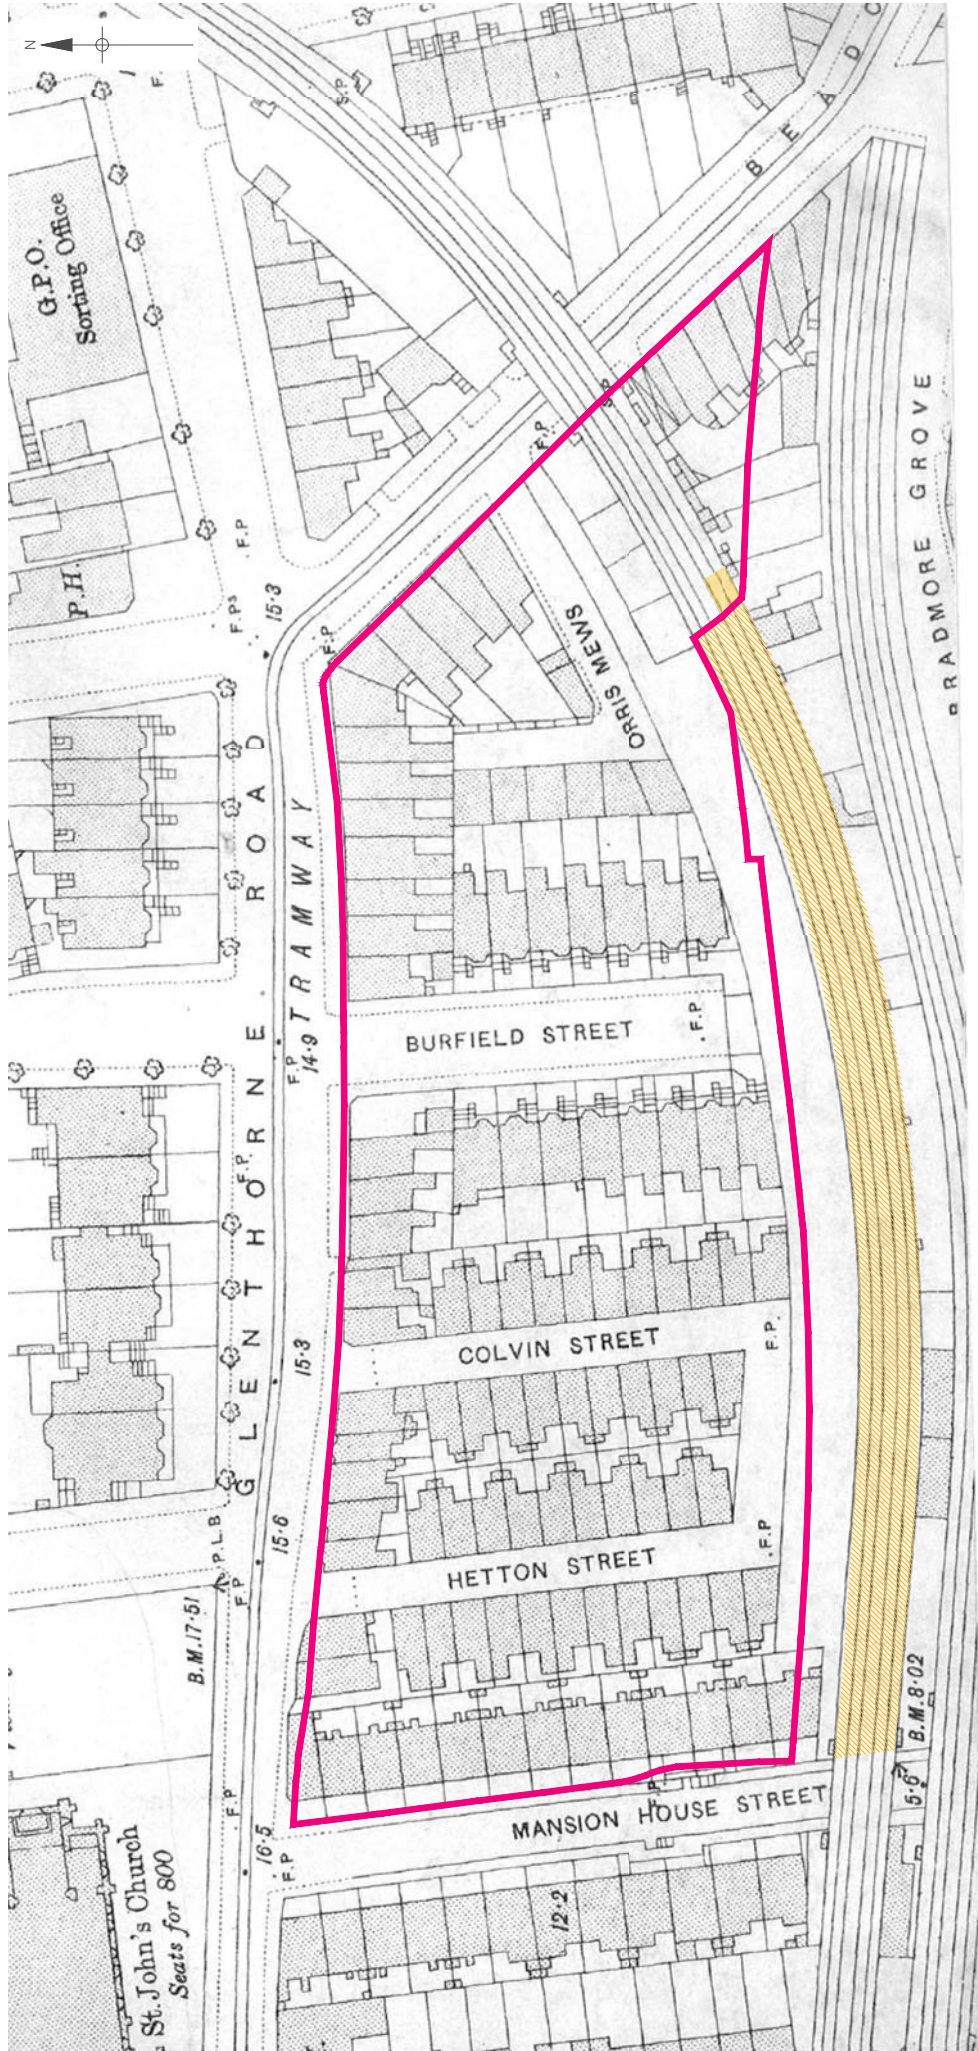 N
F.P.
S.P
G.P.O.
Sorting Office
BEAD
P.H.
F.P
F.Ps
15·3
F.P
F.P
S.P
ORRIS MEWS
BRADMORE GROVE
GLENTHORNE ROAD
TRAMWAY
F.P
14·9
BURFIELD STREET
F.P
F.P.
15·3
COLVIN STREET
F.P.
P.L.B
15·6
HETTON STREET
F.P
B.M.17·51
F.P
B.M.8·02
5·6
F.P
F.P.
MANSION HOUSE STREET
16·5
F.P
12·2
St. John's Church
Seats for 800